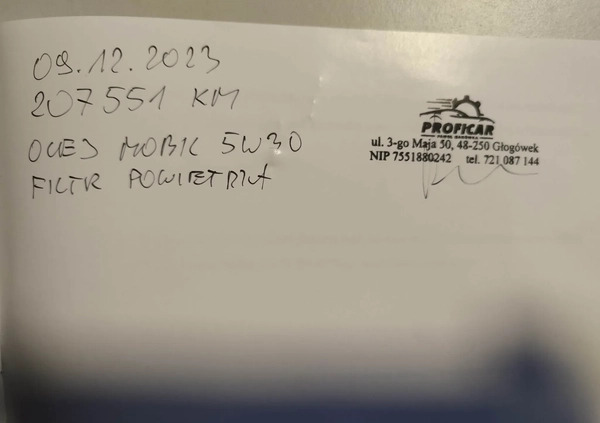 09.12.2023
207551 KM
OLEJ MOBIL 5W30
FILTR POWIETRZA
PROFICAR
ul. 3-go Maja 50, 48-250 Głogówek
NIP 7551880242 tel. 721 087 144